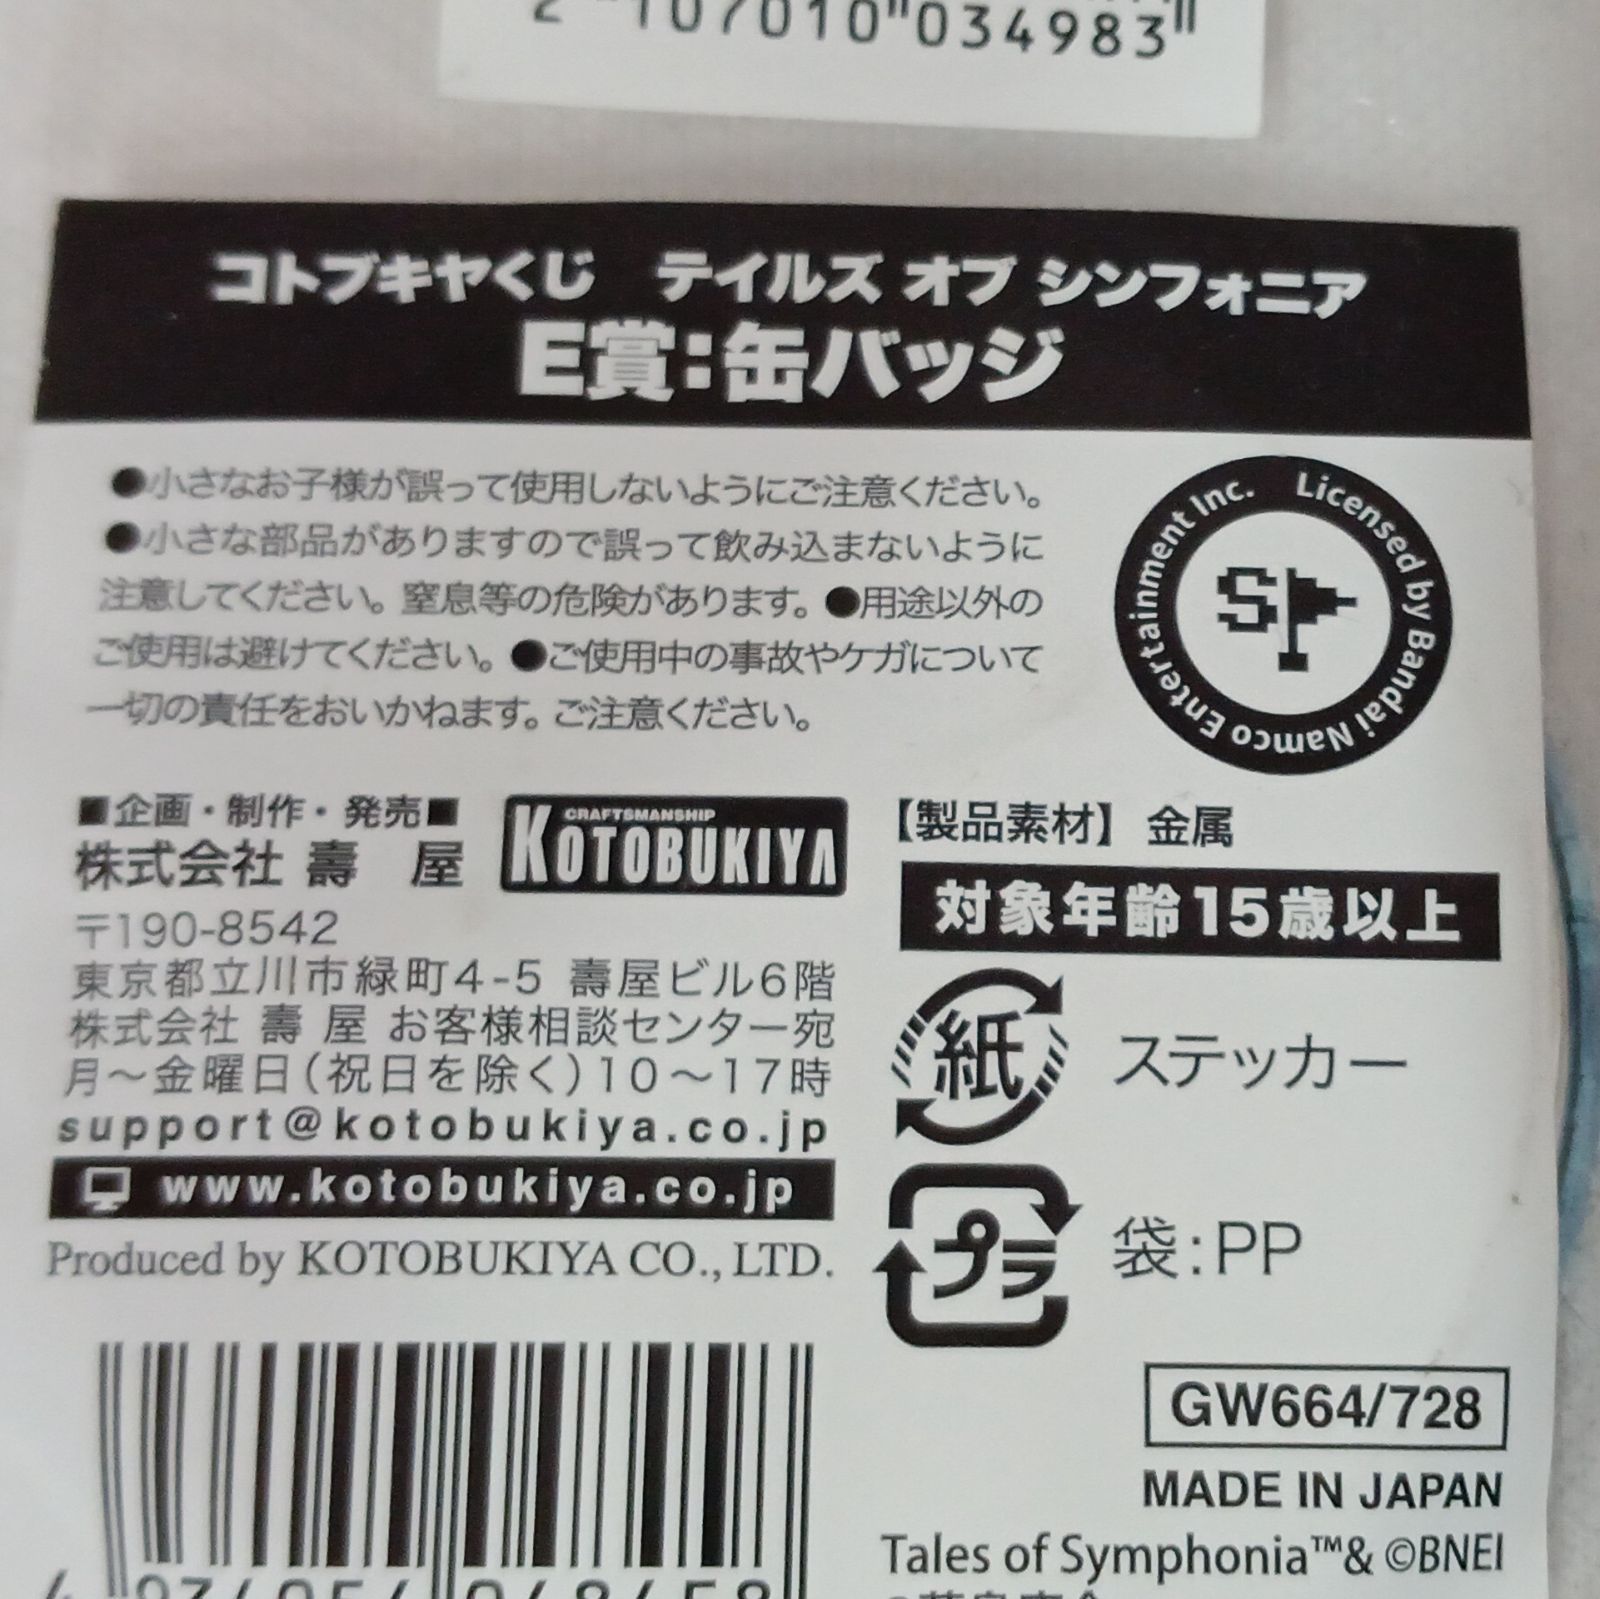 2 107010 034983
コトブキヤくじ テイルズ オブ シンフォニア
E賞:缶バッジ
●小さなお子様が誤って使用しないようにご注意ください。
●小さな部品がありますので誤って飲み込まないように
注意してください。窒息等の危険があります。●用途以外の
ご使用は避けてください。●ご使用中の事故やケガについて
一切の責任をおいかねます。ご注意ください。
Licensed by Bandai Namco Entertainment Inc.
SP
■企画・制作・発売■
株式会社 壽 屋
CRAFTSMANSHIP
KOTOBUKIYA
〒190-8542
東京都立川市緑町4-5 壽屋ビル6階
株式会社 壽 屋 お客様相談センター宛
月〜金曜日(祝日を除く)10〜17時
support@kotobukiya.co.jp
www.kotobukiya.co.jp
Produced by KOTOBUKIYA CO., LTD.
【製品素材】 金属
対象年齢15歳以上
紙 ステッカー
プラ 袋:PP
GW664/728
MADE IN JAPAN
Tales of Symphonia™& ©BNEI